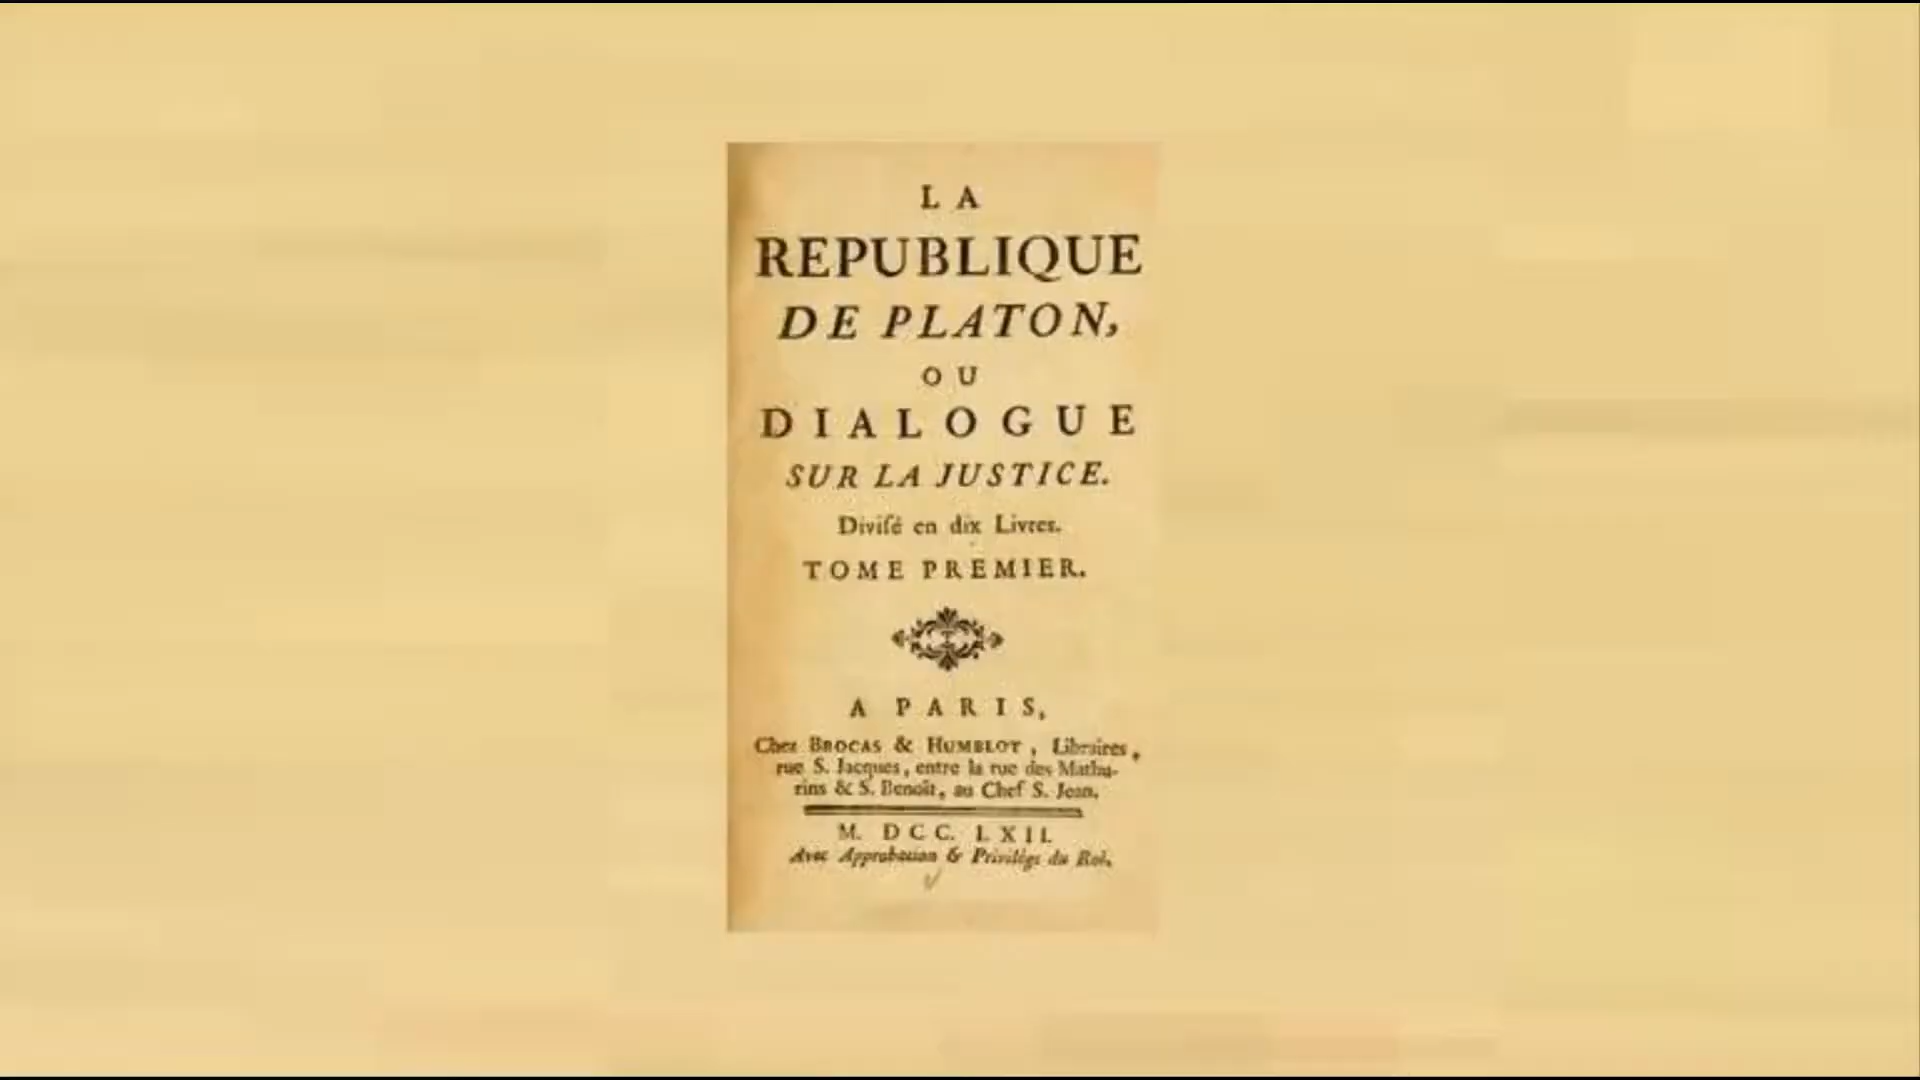 LA
REPUBLIQUE
DE PLATON,
OU
DIALOGUE
SUR LA JUSTICE.
Diviſé en dix Livres.
TOME PREMIER.
A PARIS,
Chez BROCAS & HUMBLOT, Libraires,
rue S. Jacques, entre la rue des Mathu-
rins & S. Benoît, au Chef S. Jean.
M. DCC. LXII.
Avec Approbation & Privilége du Roi.